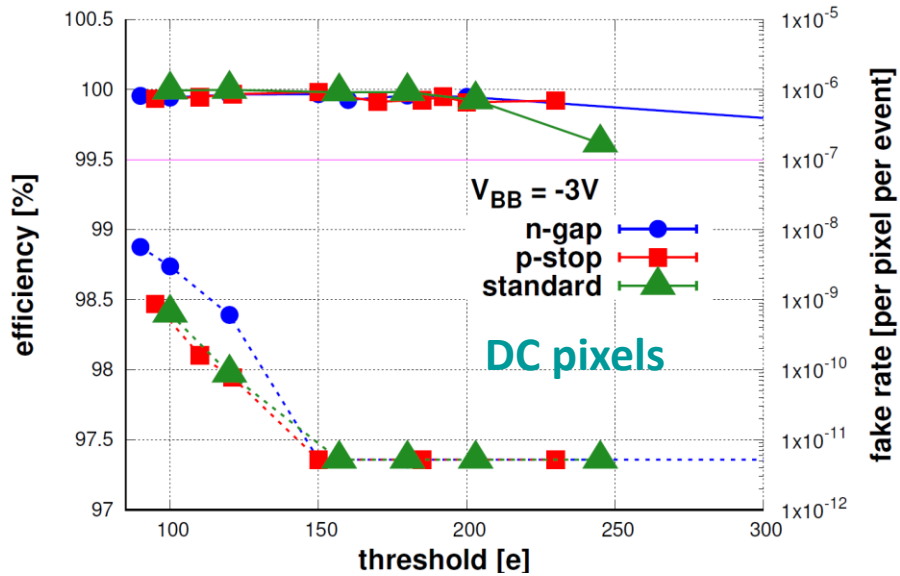 efficiency [%]
100.5
100
99.5
99
98.5
98
97.5
97
V_BB = -3V
n-gap
p-stop
standard
DC pixels
1x10^-5
1x10^-6
1x10^-7
1x10^-8
1x10^-9
1x10^-10
1x10^-11
1x10^-12
fake rate [per pixel per event]
100 150 200 250 300
threshold [e]